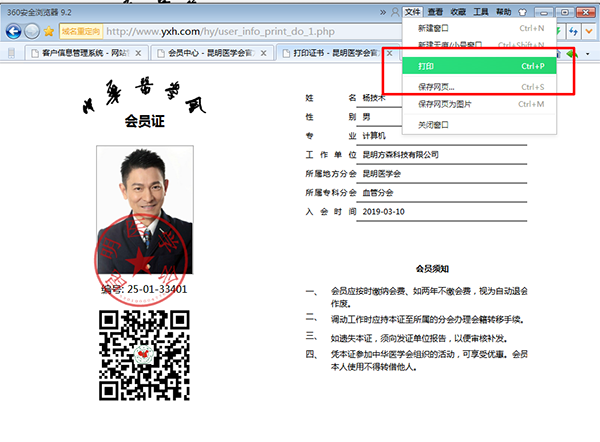 360安全浏览器 9.2
文件 查看 收藏 工具 帮助
域名重定向 http://www.yxh.com/hy/user_info_print_do_1.php
客户信息管理系统 - 网站
会员中心 - 昆明医学会官
打印证书 - 昆明医学会官
新建窗口 Ctrl+N
新建无痕/小号窗口 Ctrl+Shift+N
打印 Ctrl+P
保存网页... Ctrl+S
保存网页为图片 Ctrl+M
关闭窗口
会员证
昆明医学会
编号: 25-01-33401
姓 名 杨技术
性 别 男
专 业 计算机
工作单位 昆明方森科技有限公司
所属地方分会 昆明医学会
所属专科分会 血管分会
入会时间 2019-03-10
会员须知
一、 会员应按时缴纳会费、如两年不缴会费，视为自动退会
作废。
二、 调动工作时应持本证至所属的分会办理会籍转移手续。
三、 如遗失本证，须向发证单位报告，以便审核补发。
四、 凭本证参加中华医学会组织的活动，可享受优惠。会员
本人使用不得转借他人。